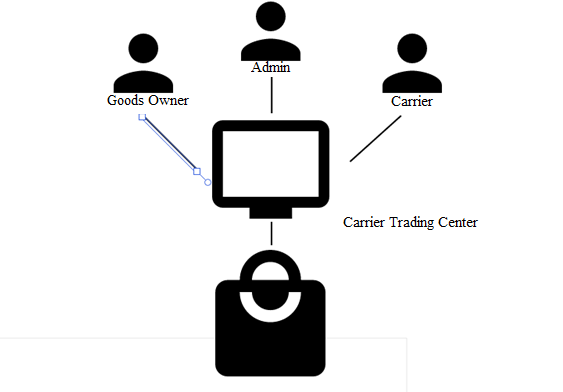 Admin
Goods Owner
Carrier
Carrier Trading Center